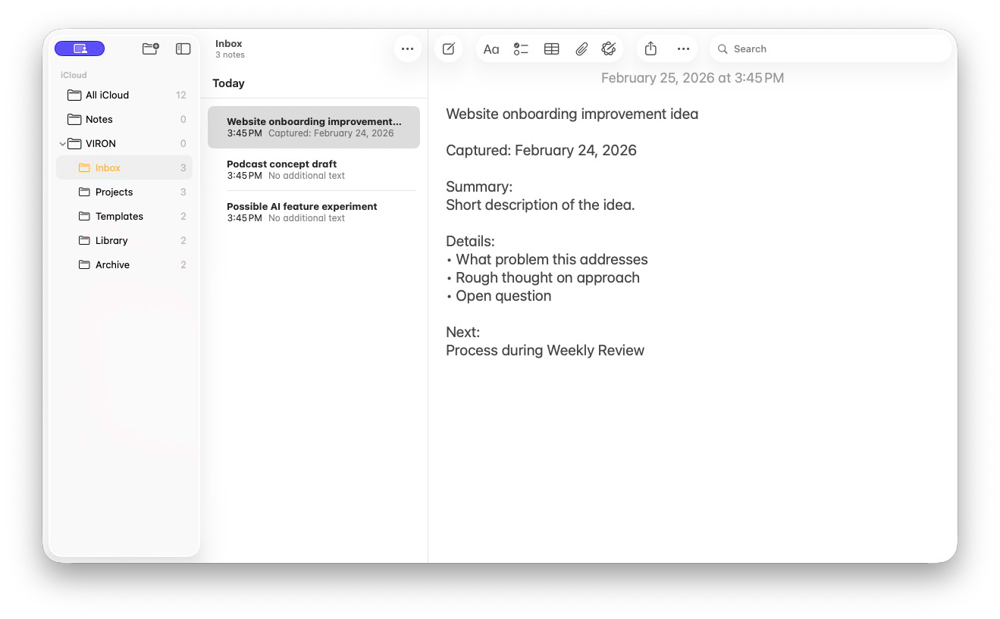 iCloud
All iCloud 12
Notes 0
VIRON 0
Inbox 3
Projects 3
Templates 2
Library 2
Archive 2
Inbox
3 notes
Today
Website onboarding improvement...
3:45 PM Captured: February 24, 2026
Podcast concept draft
3:45 PM No additional text
Possible AI feature experiment
3:45 PM No additional text
Aa
Search
February 25, 2026 at 3:45 PM
Website onboarding improvement idea
Captured: February 24, 2026
Summary:
Short description of the idea.
Details:
• What problem this addresses
• Rough thought on approach
• Open question
Next:
Process during Weekly Review